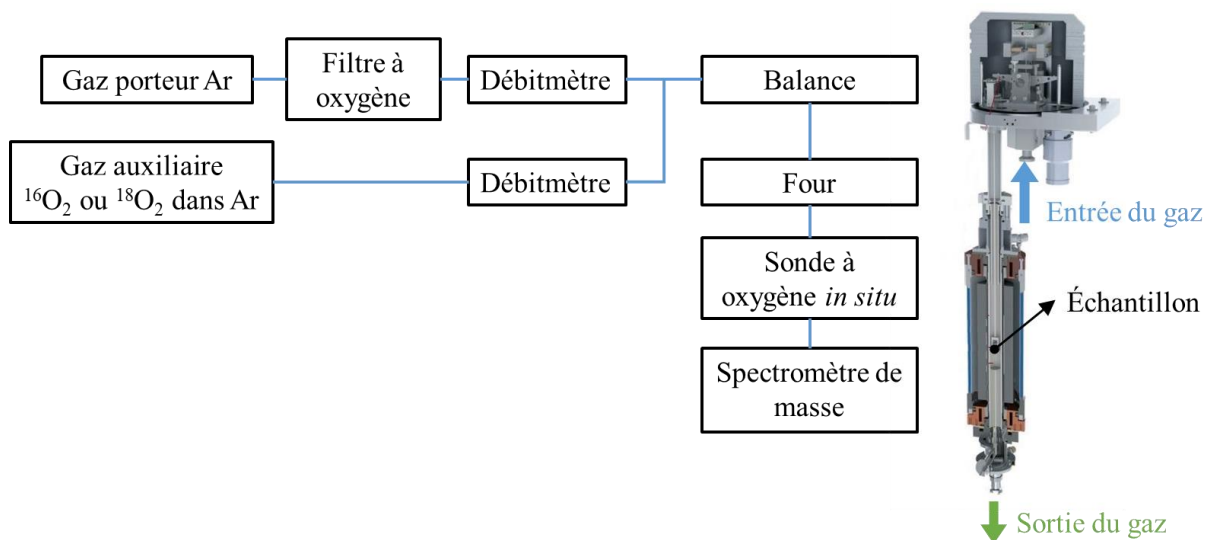 Gaz porteur Ar
Filtre à
oxygène
Débitmètre
Balance
Gaz auxiliaire
¹⁶O₂ ou ¹⁸O₂ dans Ar
Débitmètre
Four
Sonde à
oxygène in situ
Spectromètre de
masse
Entrée du gaz
Échantillon
Sortie du gaz